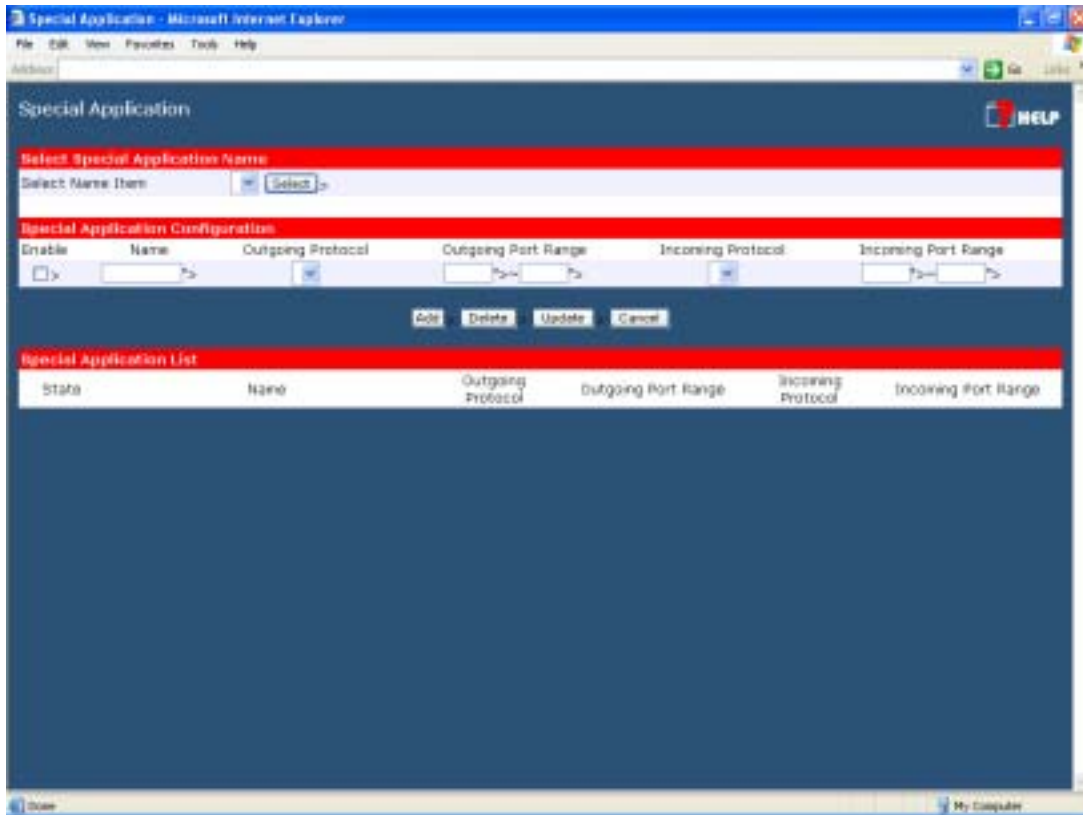 Special Application - Microsoft Internet Explorer
File Edit View Favorites Tools Help
Address Go Links
Special Application
HELP
Select Special Application Name
Select Name Item Select >
Special Application Configuration
Enable Name Outgoing Protocol Outgoing Port Range Incoming Protocol Incoming Port Range
> "> ">~ "> ">~ ">
Add Delete Update Cancel
Special Application List
State Name Outgoing Protocol Outgoing Port Range Incoming Protocol Incoming Port Range
Done My Computer